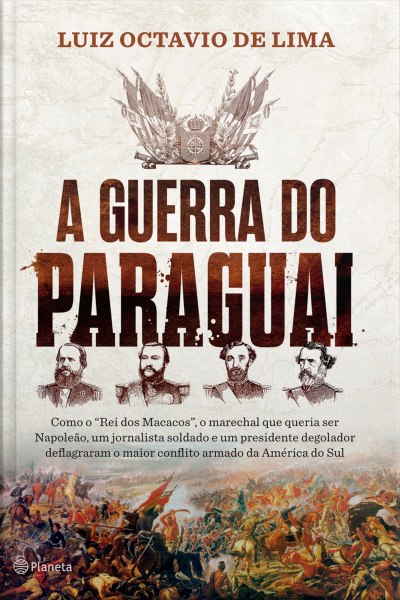 LUIZ OCTAVIO DE LIMA
A GUERRA DO
PARAGUAI
Como o “Rei dos Macacos”, o marechal que queria ser
Napoleão, um jornalista soldado e um presidente degolador
deflagraram o maior conflito armado da América do Sul
Planeta